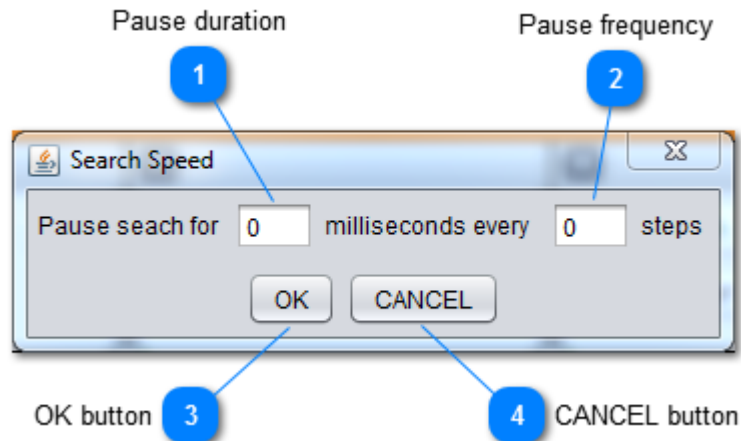 Pause duration
Pause frequency
1
2
Search Speed
Pause seach for 0 milliseconds every 0 steps
OK CANCEL
OK button 3 4 CANCEL button